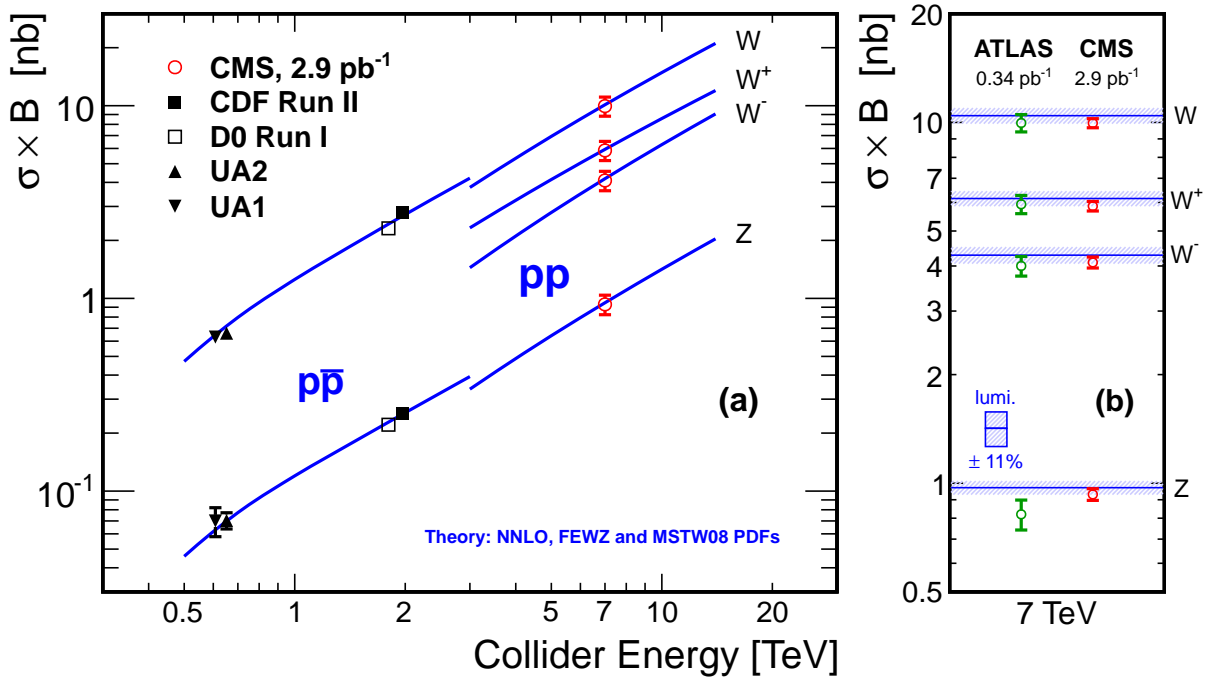 σ × B [nb]
10
1
10⁻¹
CMS, 2.9 pb⁻¹
CDF Run II
D0 Run I
UA2
UA1
W
W⁺
W⁻
Z
pp
pp̅
(a)
Theory: NNLO, FEWZ and MSTW08 PDFs
0.5 1 2 5 7 10 20
Collider Energy [TeV]
σ × B [nb]
20
10
7
5
4
3
2
1
0.5
ATLAS CMS
0.34 pb⁻¹ 2.9 pb⁻¹
W
W⁺
W⁻
lumi.
± 11%
(b)
Z
7 TeV